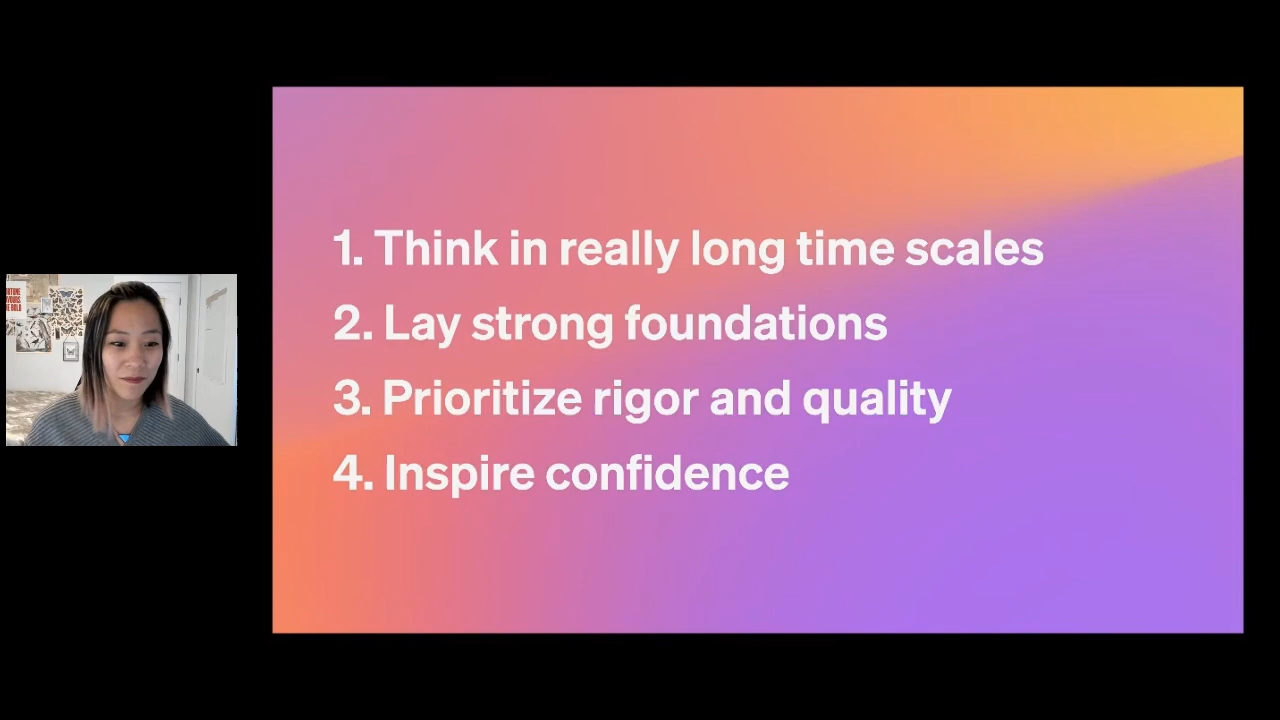 1. Think in really long time scales
2. Lay strong foundations
3. Prioritize rigor and quality
4. Inspire confidence